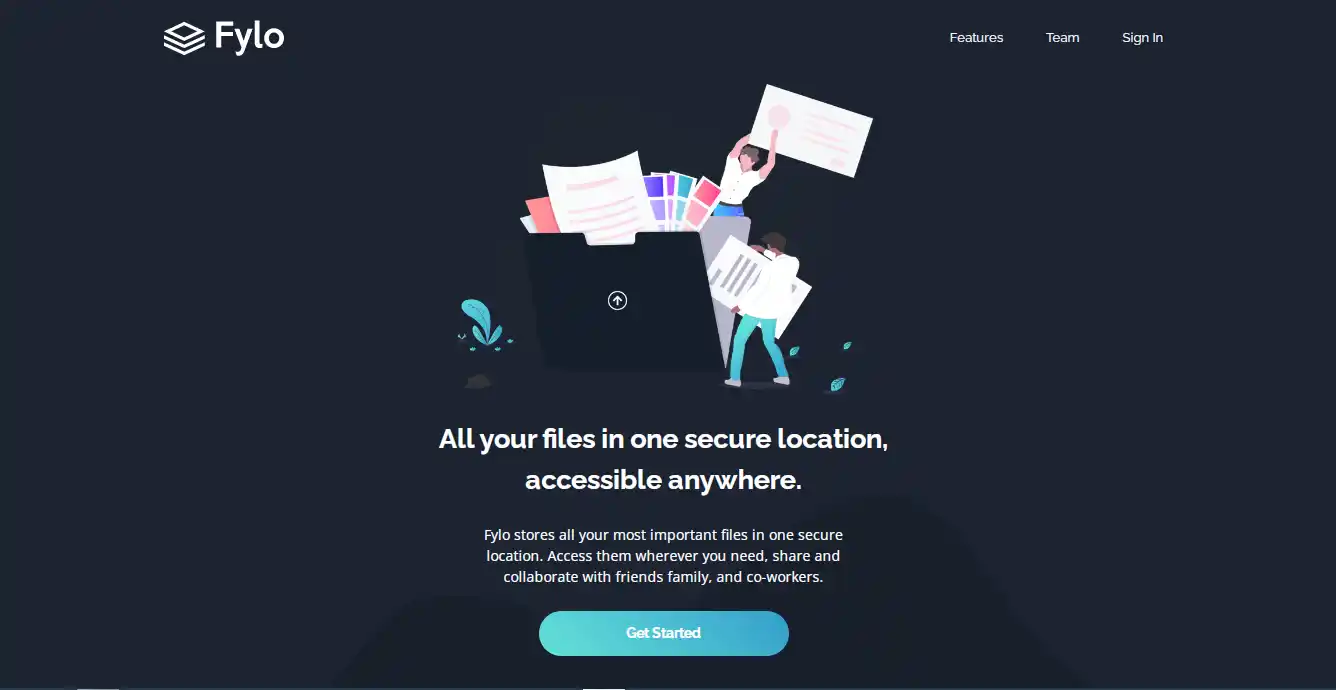 Fylo
Features
Team
Sign In
All your files in one secure location,
accessible anywhere.
Fylo stores all your most important files in one secure
location. Access them wherever you need, share and
collaborate with friends family, and co-workers.
Get Started